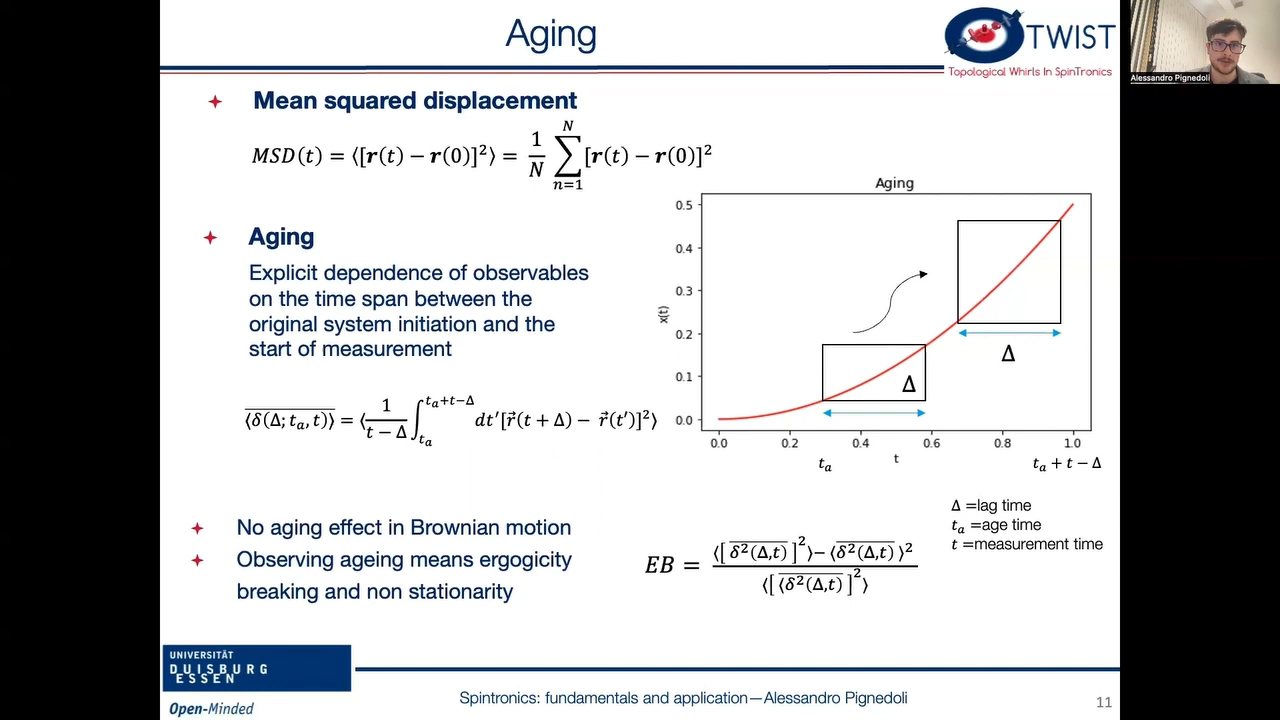 Aging
TWIST
Topological Whirls In SpinTronics
Alessandro Pignedoli
Mean squared displacement
MSD(t) = ⟨[r(t) − r(0)]²⟩ = 1/N ∑_{n=1}^{N} [r(t) − r(0)]²
Aging
Explicit dependence of observables
on the time span between the
original system initiation and the
start of measurement
⟨δ(Δ; t_a, t)⟩ = ⟨1/(t−Δ) ∫_{t_a}^{t_a+t−Δ} dt′[r⃗(t + Δ) − r⃗(t′)]²⟩
Aging
0.5
0.4
0.3
0.2
0.1
0.0
x(t)
Δ
Δ
0.0 0.2 0.4 0.6 0.8 1.0
t
t_a
t_a + t − Δ
Δ =lag time
t_a =age time
t =measurement time
No aging effect in Brownian motion
Observing ageing means ergogicity
breaking and non stationarity
EB = (⟨[δ²(Δ,t)]²⟩−⟨δ²(Δ,t)⟩²)/(⟨[⟨δ²(Δ,t)]²⟩)
UNIVERSITÄT
DUISBURG
ESSEN
Open-Minded
Spintronics: fundamentals and application—Alessandro Pignedoli
11